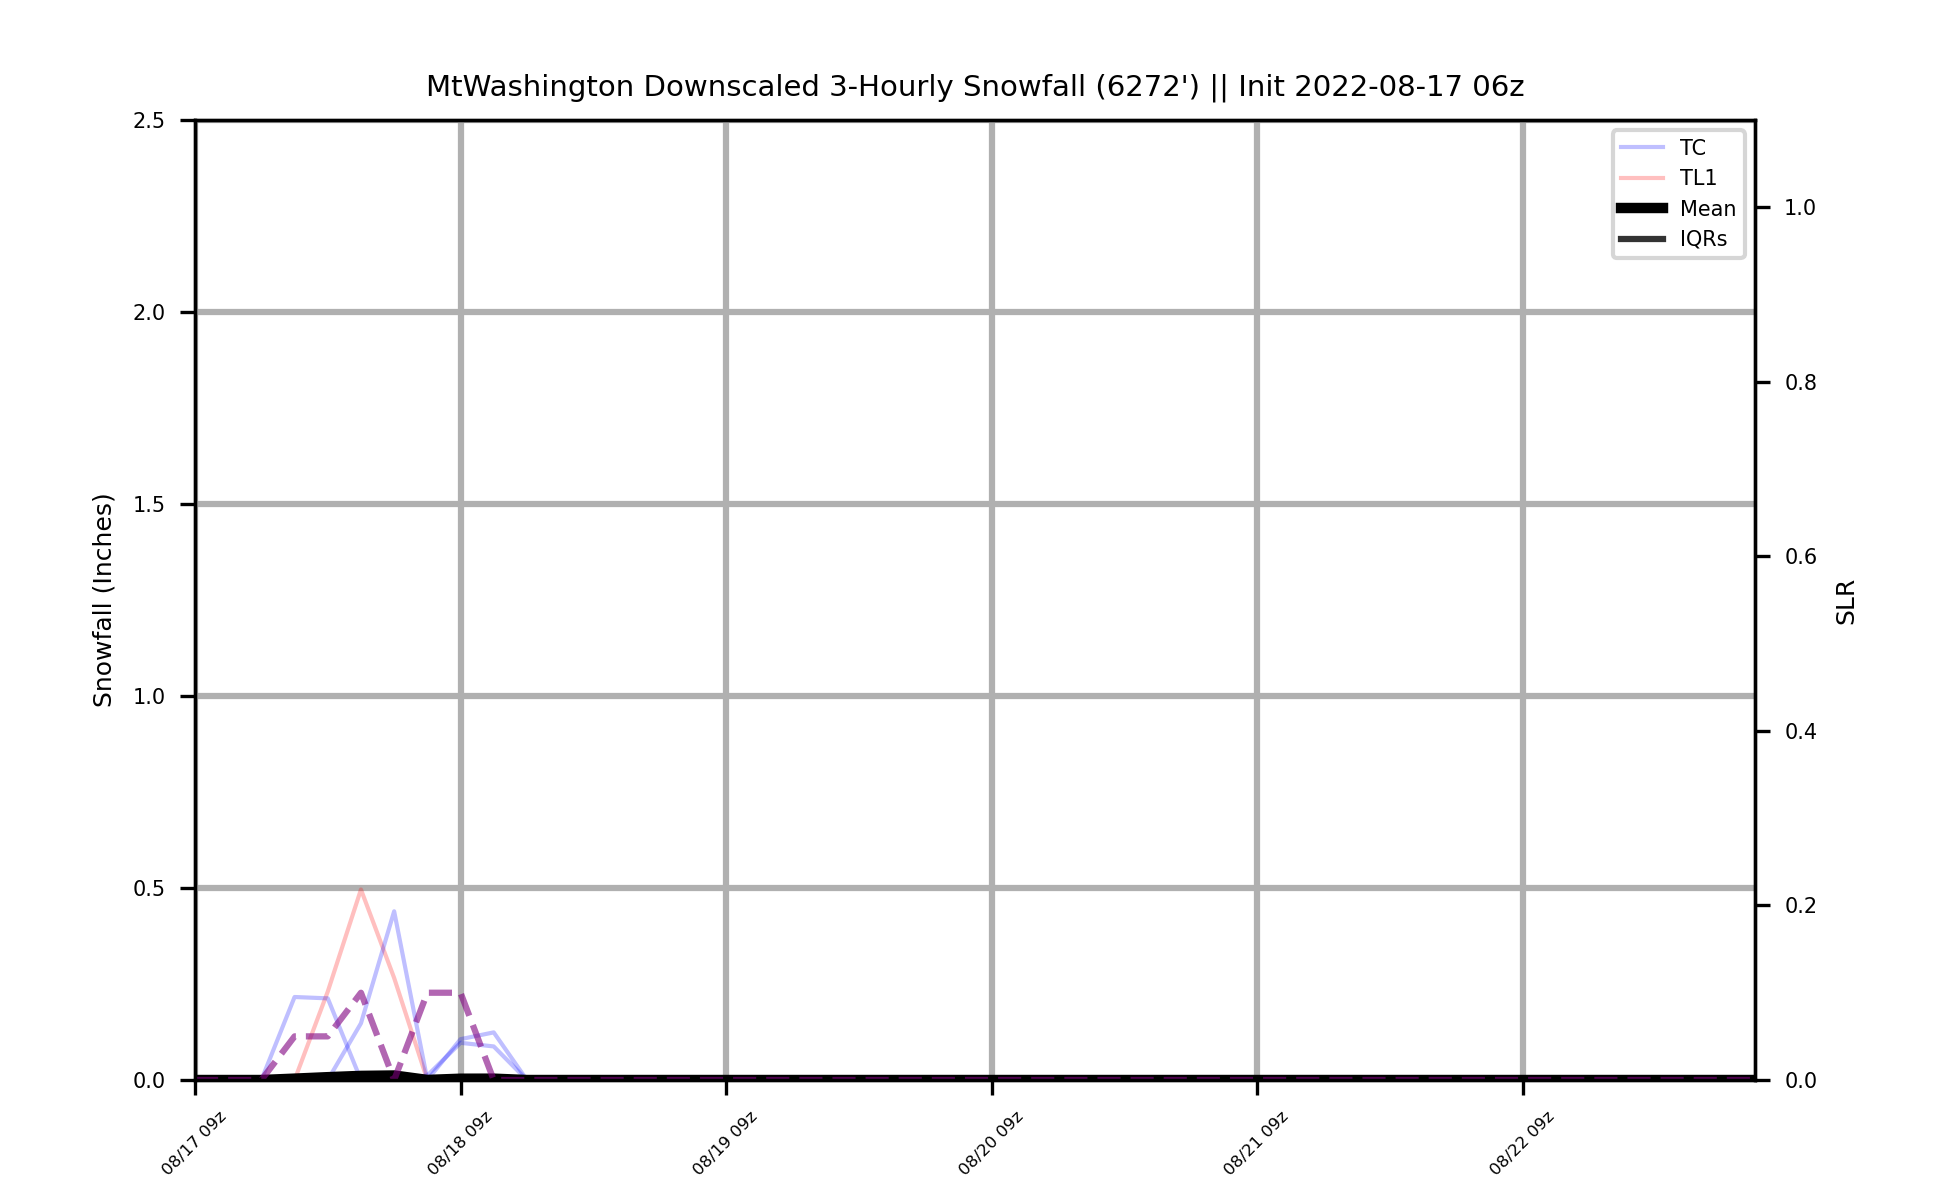 MtWashington Downscaled 3-Hourly Snowfall (6272') || Init 2022-08-17 06z
TC
TL1
Mean
IQRs
Snowfall (Inches)
2.5
2.0
1.5
1.0
0.5
0.0
SLR
1.0
0.8
0.6
0.4
0.2
0.0
08/17 09z
08/18 09z
08/19 09z
08/20 09z
08/21 09z
08/22 09z